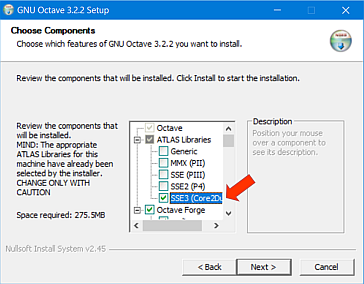 GNU Octave 3.2.2 Setup
Choose Components
Choose which features of GNU Octave 3.2.2 you want to install.
Review the components that will be installed. Click Install to start the installation.
Review the components that
will be installed.
MIND: The appropriate
ATLAS Libraries for this
machine have already been
selected by the installer.
CHANGE ONLY WITH
CAUTION
Space required: 275.5MB
Octave
ATLAS Libraries
Generic
MMX (PII)
SSE (PIII)
SSE2 (P4)
SSE3 (Core2Du
Octave Forge
Description
Position your mouse
over a component to
see its description.
Nullsoft Install System v2.45
< Back
Next >
Cancel